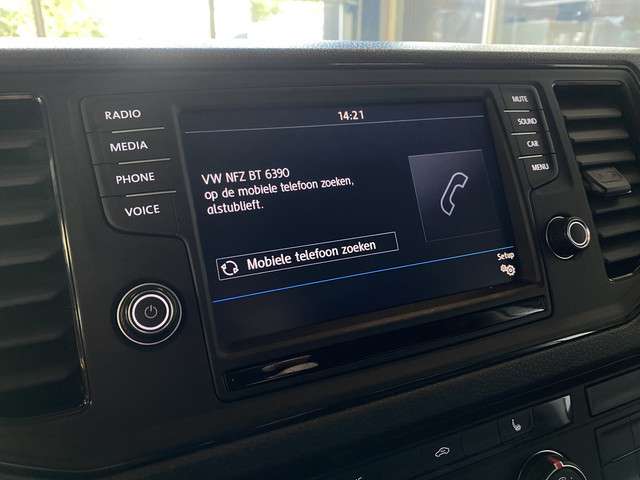 14:21
RADIO
MEDIA
PHONE
VOICE
VW NFZ BT 6390
op de mobiele telefoon zoeken,
alstublieft.
Mobiele telefoon zoeken
Setup
MUTE
SOUND
CAR
MENU